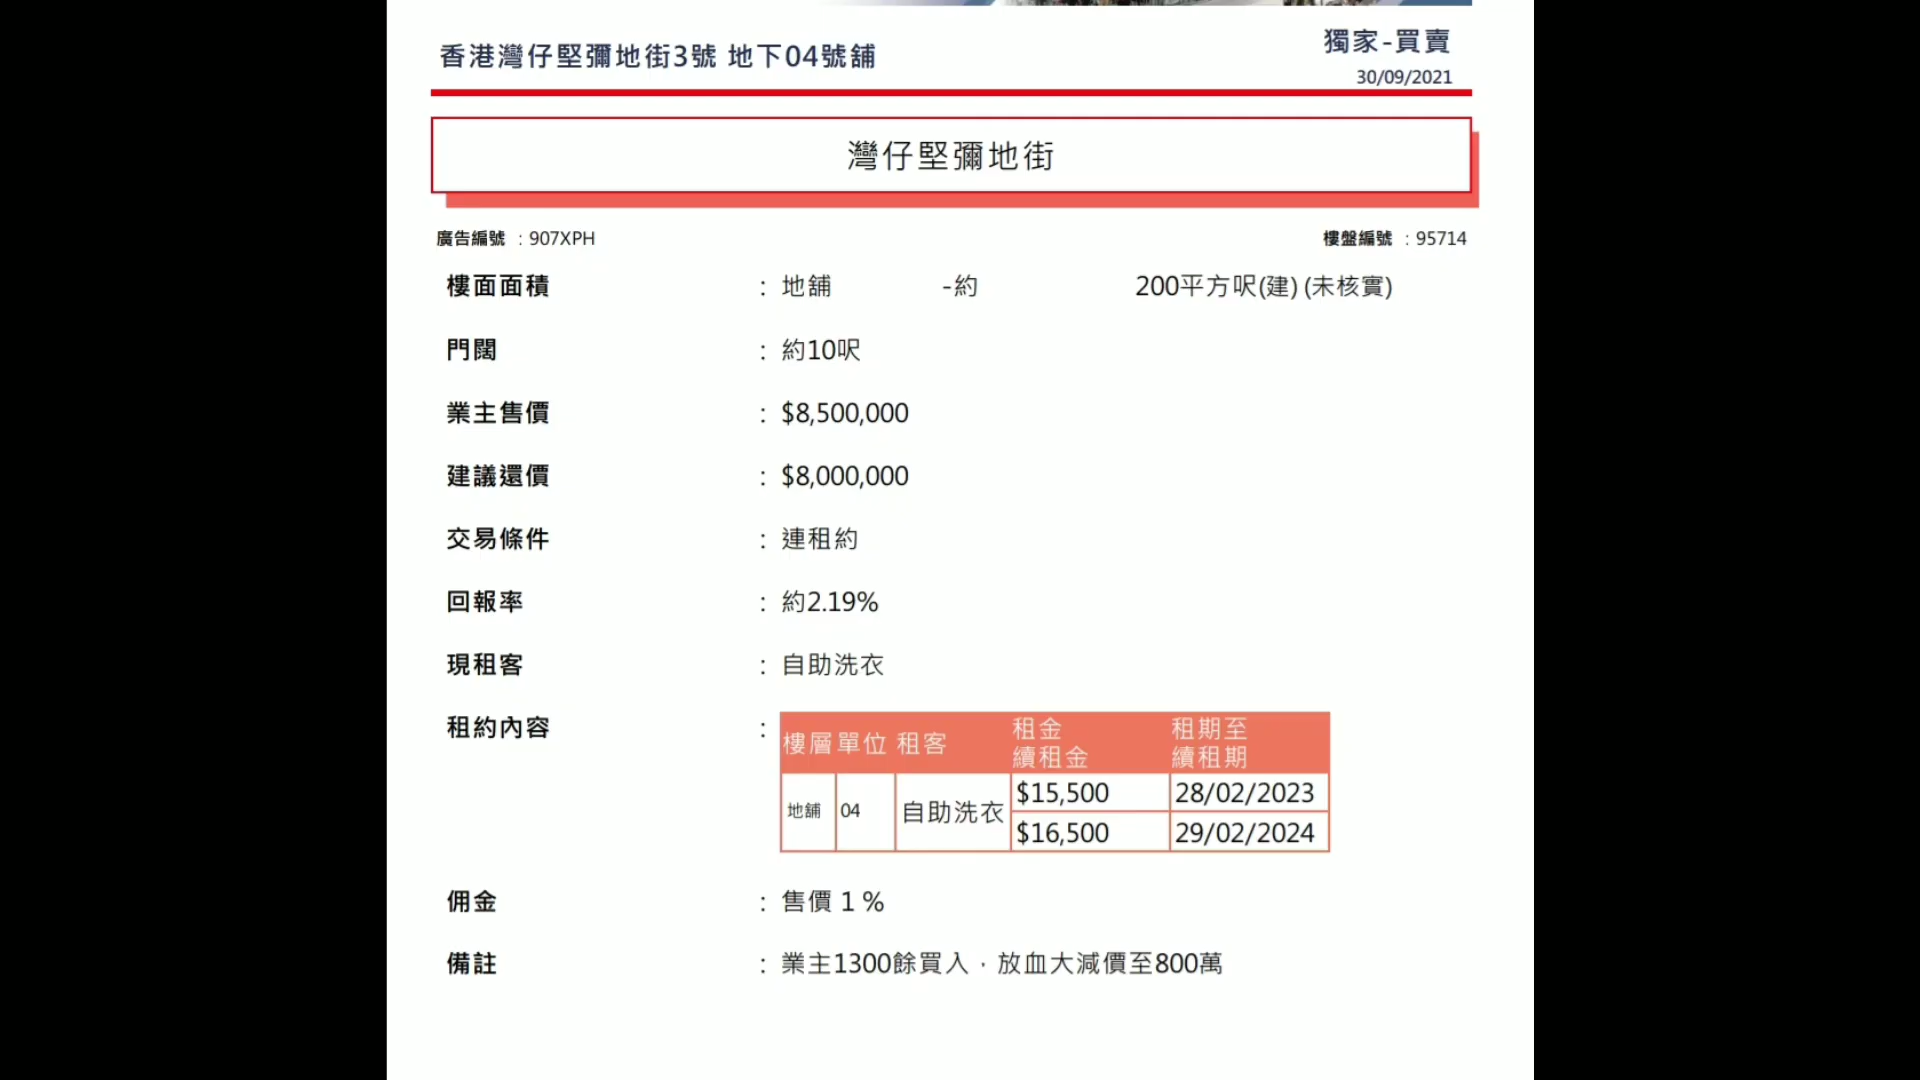 香港灣仔堅彌地街3號 地下04號舖
獨家-買賣
30/09/2021
灣仔堅彌地街
廣告編號 : 907XPH
樓盤編號 : 95714
樓面面積 : 地舖 -約 200平方呎(建) (未核實)
門闊 : 約10呎
業主售價 : $8,500,000
建議還價 : $8,000,000
交易條件 : 連租約
回報率 : 約2.19%
現租客 : 自助洗衣
租約內容 :
樓層 單位 租客 租金 租期至
續租金 續租期
地舖 04 自助洗衣 $15,500 28/02/2023
$16,500 29/02/2024
佣金 : 售價 1 %
備註 : 業主1300餘買入，放血大減價至800萬